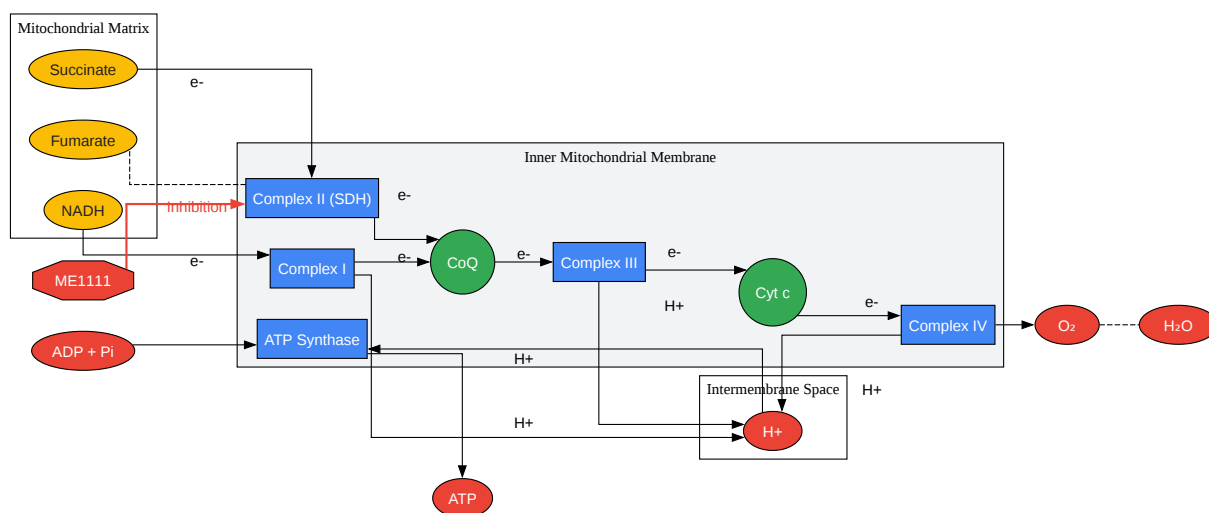 Mitochondrial Matrix
Succinate
e-
Fumarate
Inner Mitochondrial Membrane
Complex II (SDH)
e-
NADH
Inhibition
e-
ME1111
Complex I
e-
CoQ
e-
Complex III
e-
Cyt c
H+
e-
Complex IV
O₂
H₂O
ADP + Pi
ATP Synthase
H+
Intermembrane Space
H+
H+
H+
ATP